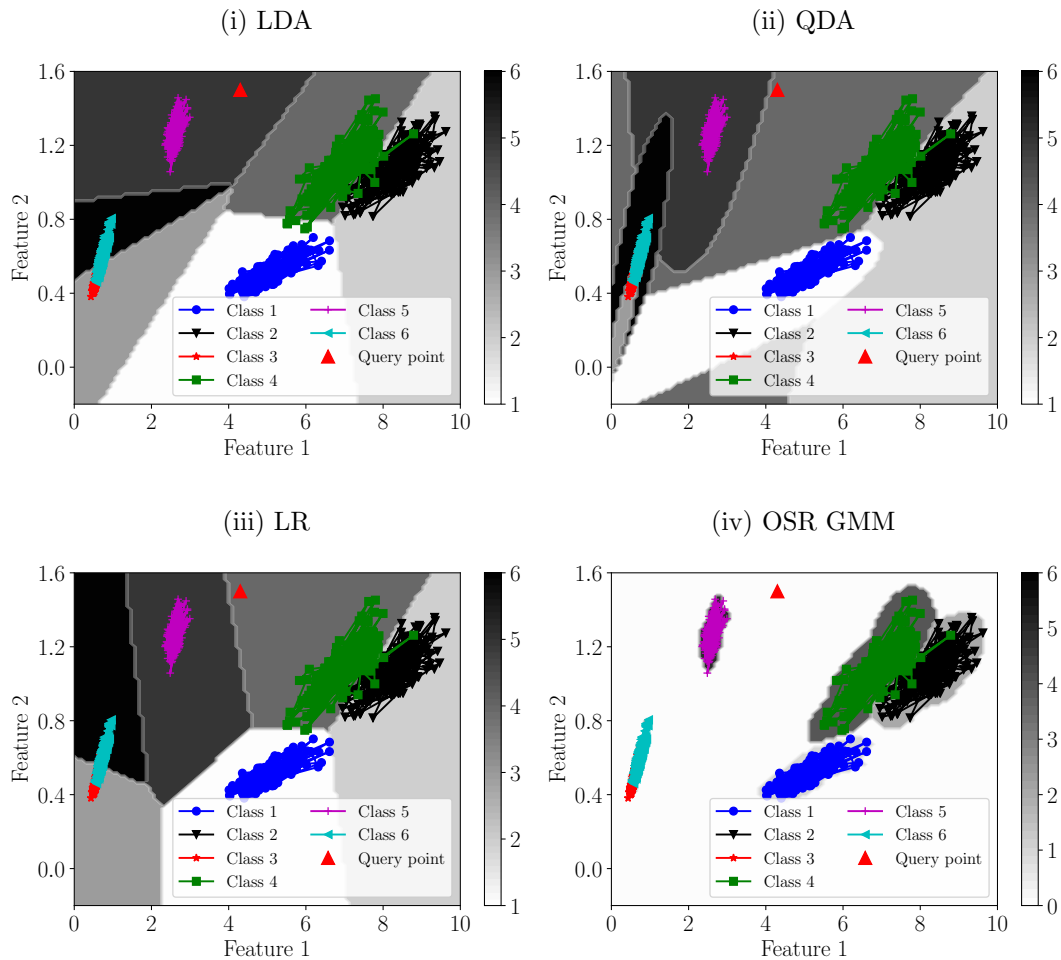 (i) LDA
(ii) QDA
1.6
1.2
0.8
0.4
0.0
Feature 2
0 2 4 6 8 10
Feature 1
Class 1
Class 2
Class 3
Class 4
Class 5
Class 6
Query point
6
5
4
3
2
1
1.6
1.2
0.8
0.4
0.0
Feature 2
0 2 4 6 8 10
Feature 1
Class 1
Class 2
Class 3
Class 4
Class 5
Class 6
Query point
6
5
4
3
2
1
(iii) LR
(iv) OSR GMM
1.6
1.2
0.8
0.4
0.0
Feature 2
0 2 4 6 8 10
Feature 1
Class 1
Class 2
Class 3
Class 4
Class 5
Class 6
Query point
6
5
4
3
2
1
1.6
1.2
0.8
0.4
0.0
Feature 2
0 2 4 6 8 10
Feature 1
Class 1
Class 2
Class 3
Class 4
Class 5
Class 6
Query point
6
5
4
3
2
1
0